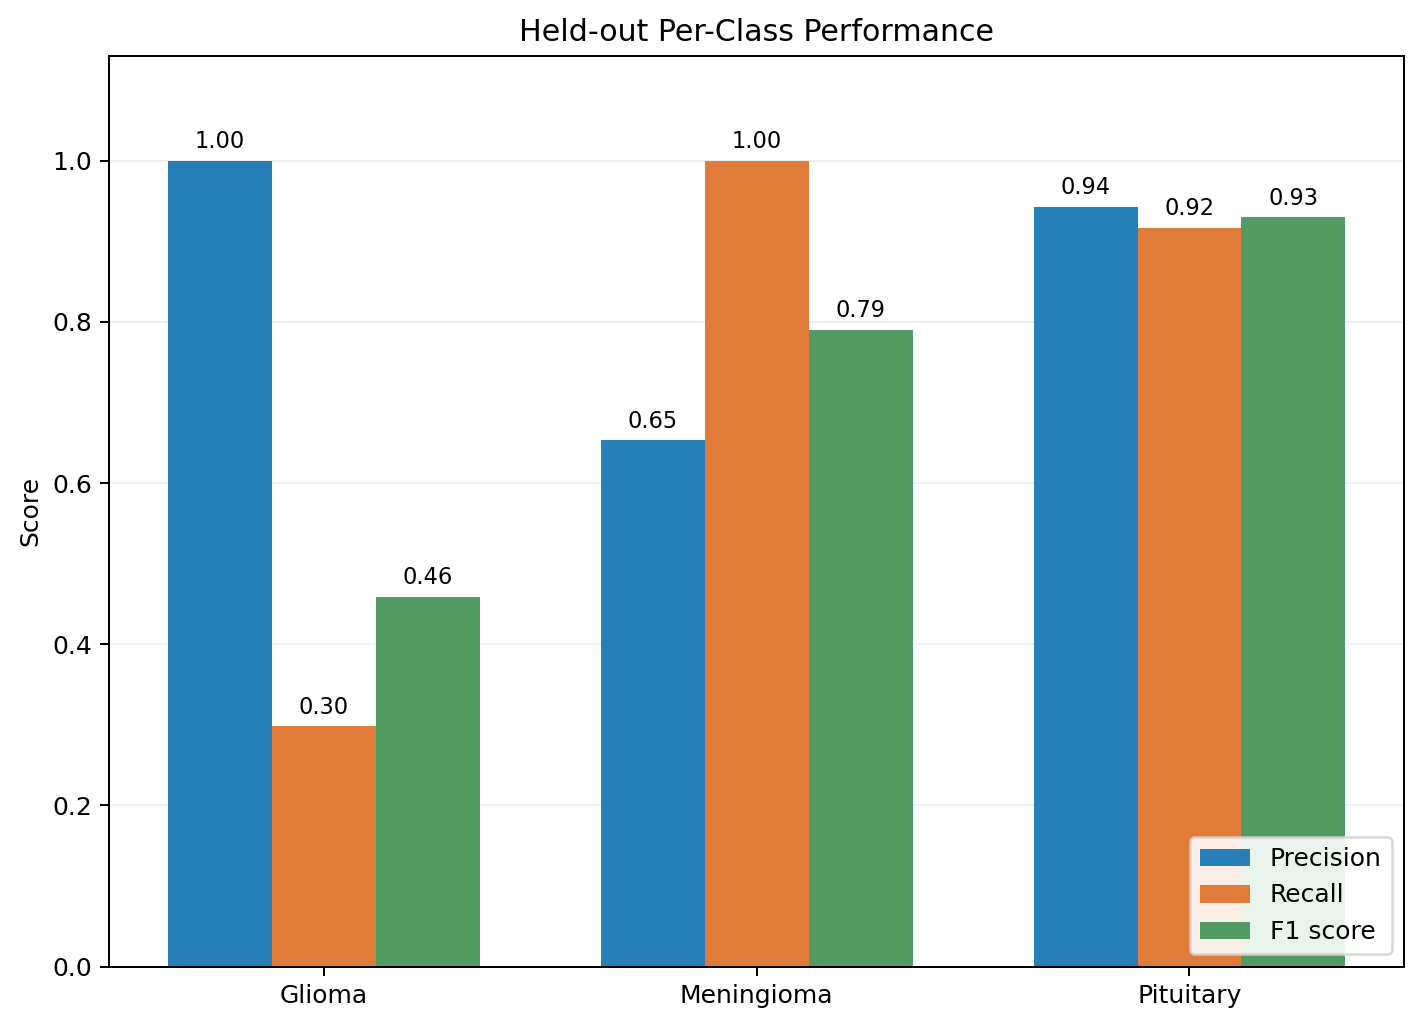 Held-out Per-Class Performance
Score
1.0
0.8
0.6
0.4
0.2
0.0
1.00
0.30
0.46
0.65
1.00
0.79
0.94
0.92
0.93
Glioma
Meningioma
Pituitary
Precision
Recall
F1 score